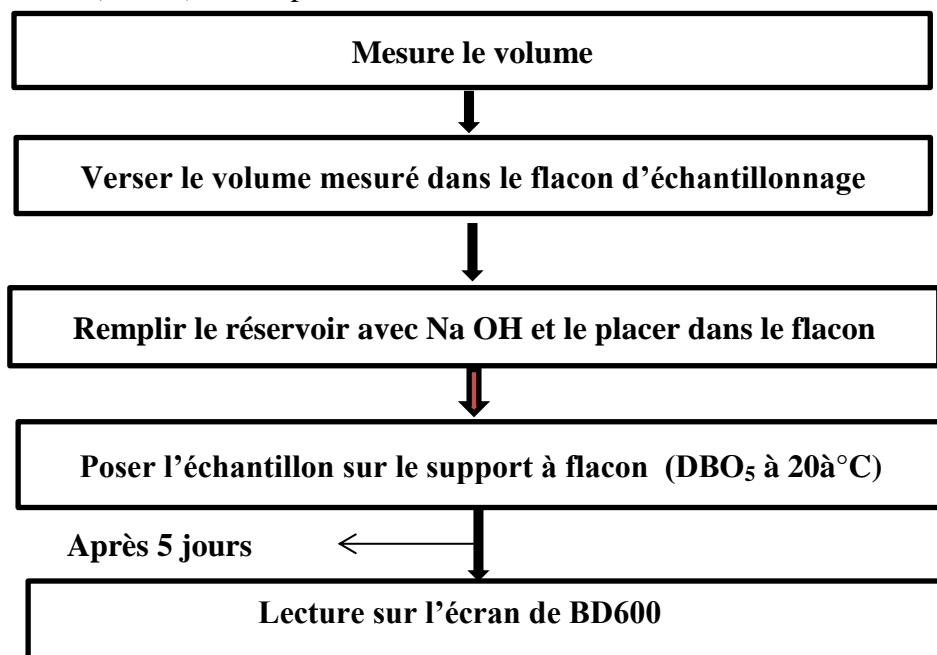 Mesure le volume
Verser le volume mesuré dans le flacon d’échantillonnage
Remplir le réservoir avec Na OH et le placer dans le flacon
Poser l’échantillon sur le support à flacon (DBO₅ à 20à°C)
Après 5 jours
Lecture sur l’écran de BD600